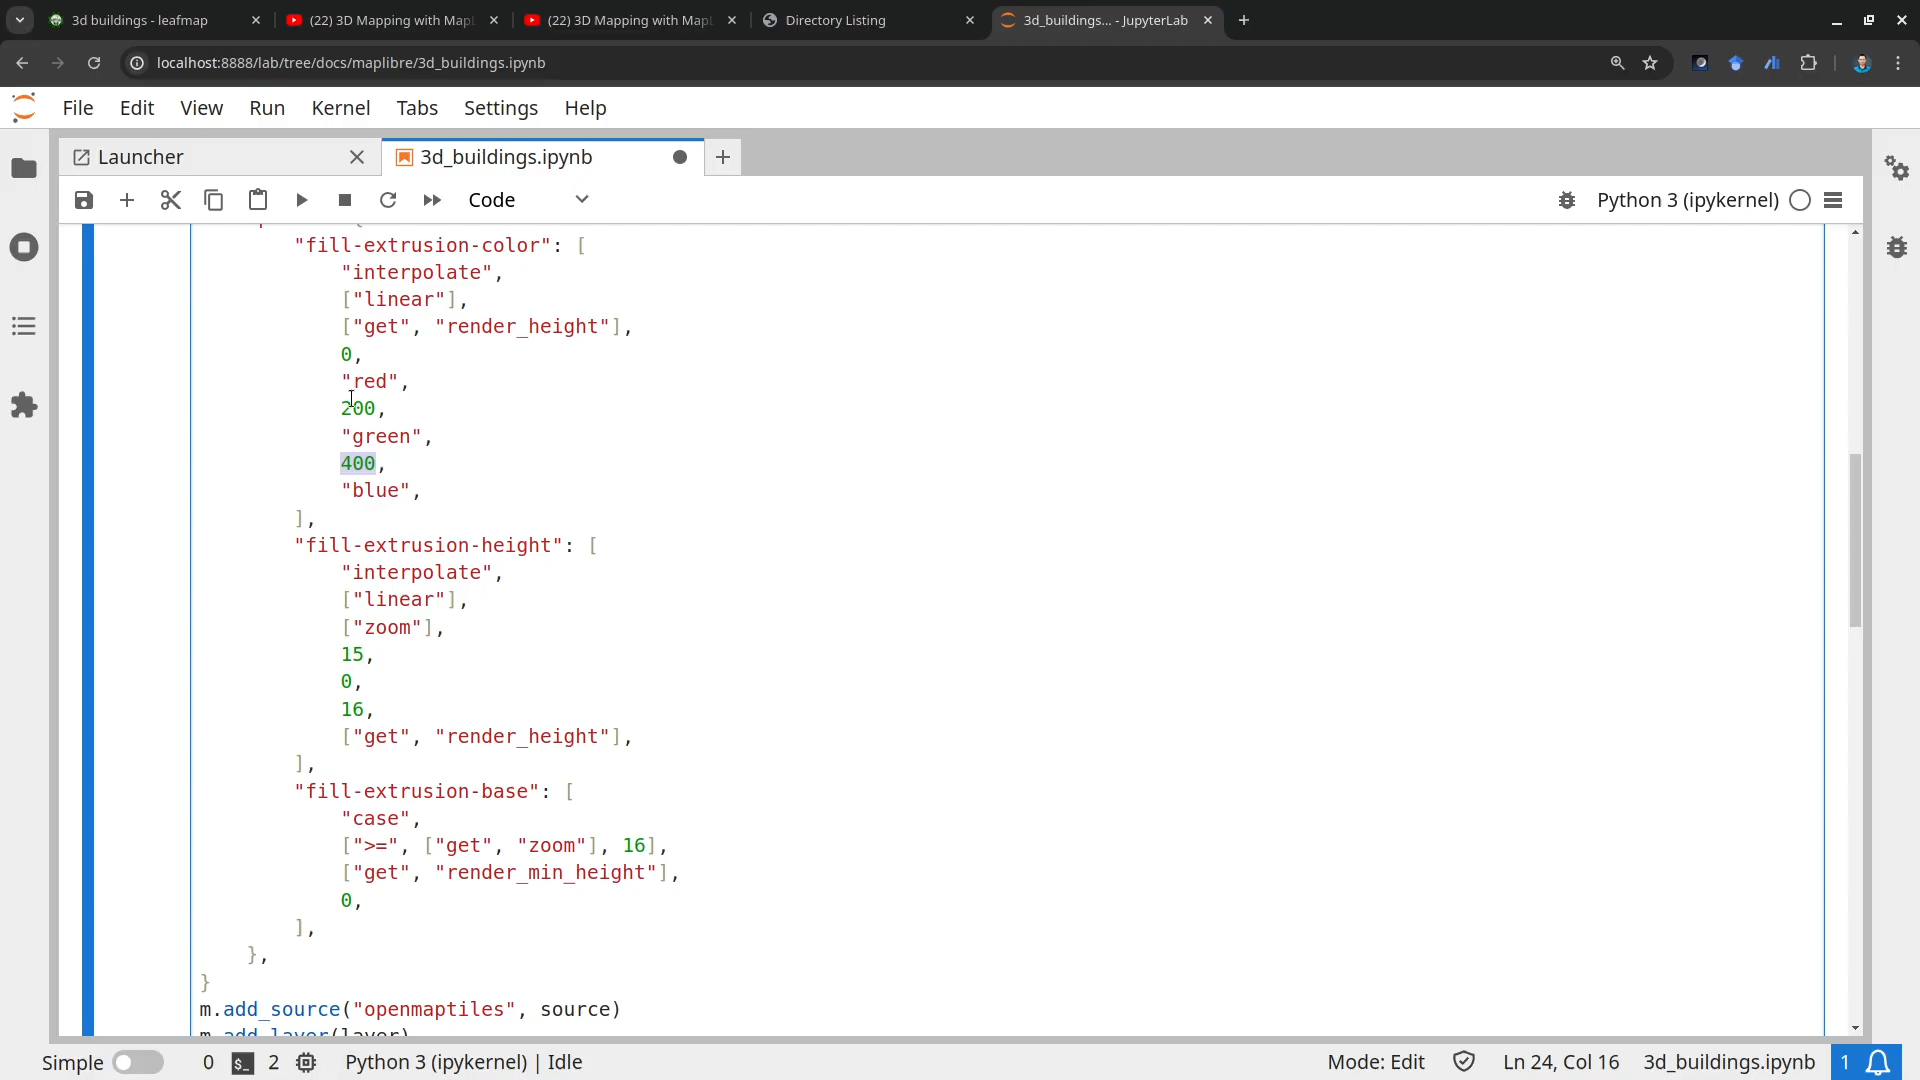 3d buildings - leafmap
(22) 3D Mapping with Mapl
(22) 3D Mapping with Mapl
Directory Listing
3d_buildings... - JupyterLab
localhost:8888/lab/tree/docs/maplibre/3d_buildings.ipynb
File Edit View Run Kernel Tabs Settings Help
Launcher
3d_buildings.ipynb
Code
Python 3 (ipykernel)
"fill-extrusion-color": [
"interpolate",
["linear"],
["get", "render_height"],
0,
"red",
200,
"green",
400,
"blue",
],
"fill-extrusion-height": [
"interpolate",
["linear"],
["zoom"],
15,
0,
16,
["get", "render_height"],
],
"fill-extrusion-base": [
"case",
[">=", ["get", "zoom"], 16],
["get", "render_min_height"],
0,
],
},
}
m.add_source("openmaptiles", source)
m.add_layer(layer)
Simple 0 $_ 2 Python 3 (ipykernel) | Idle Mode: Edit Ln 24, Col 16 3d_buildings.ipynb 1